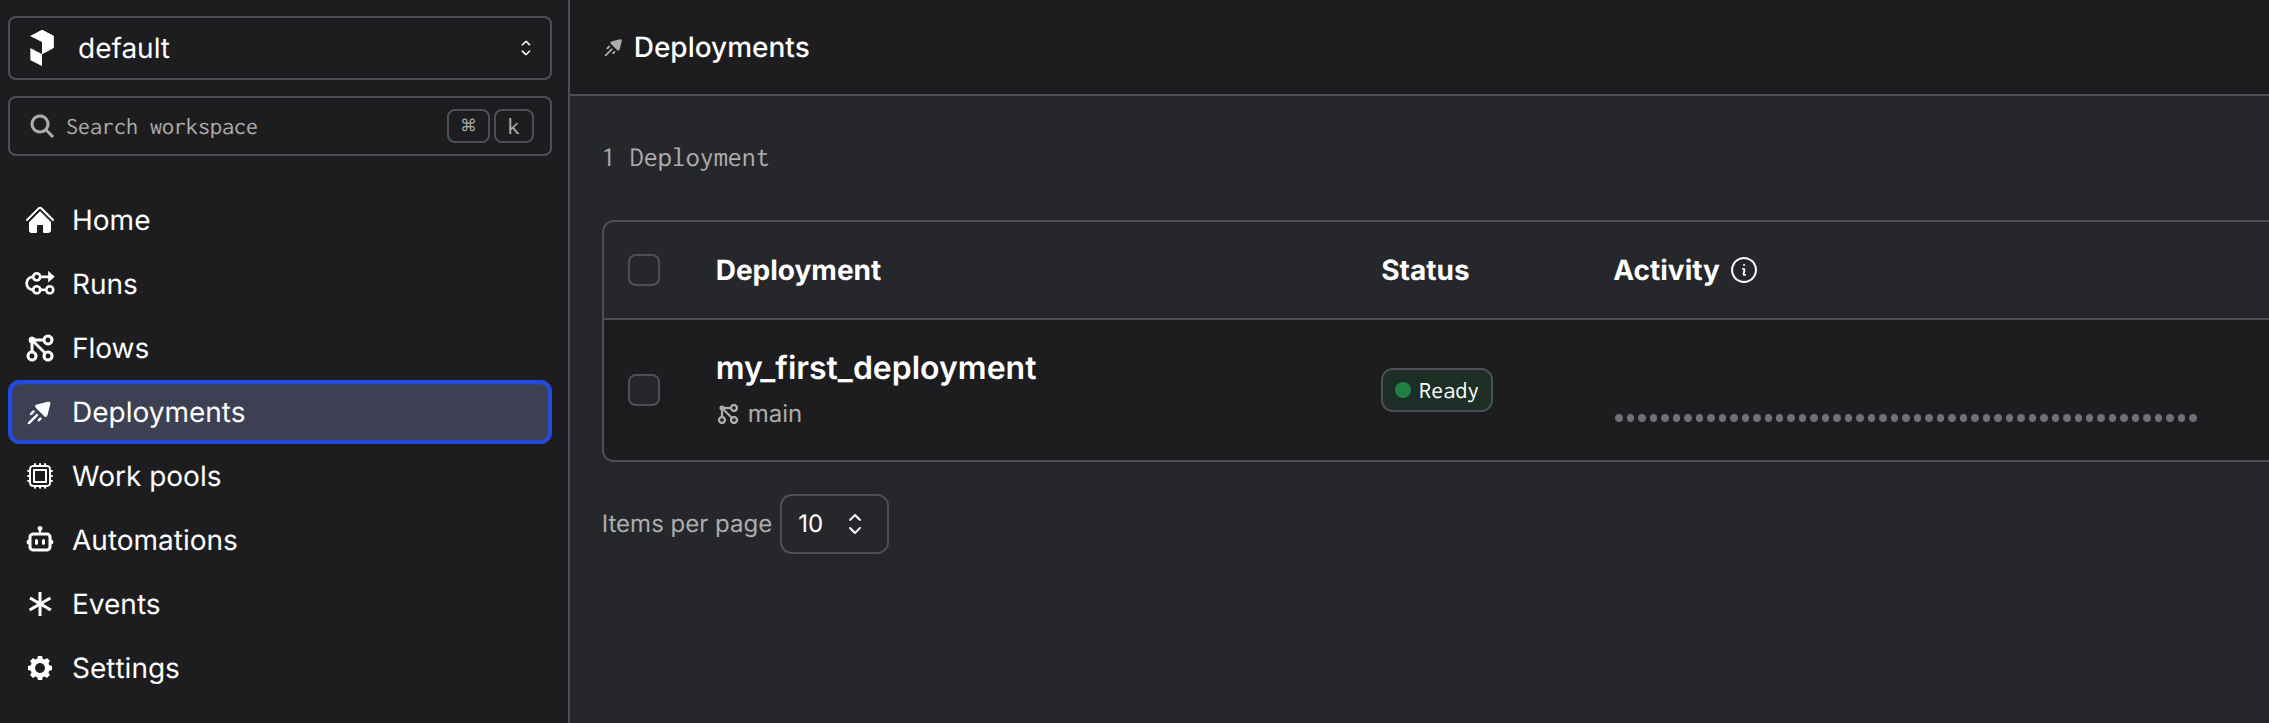 default
Search workspace ⌘ k
Home
Runs
Flows
Deployments
Work pools
Automations
Events
Settings
Deployments
1 Deployment
Deployment Status Activity
my_first_deployment
main
Ready
Items per page 10